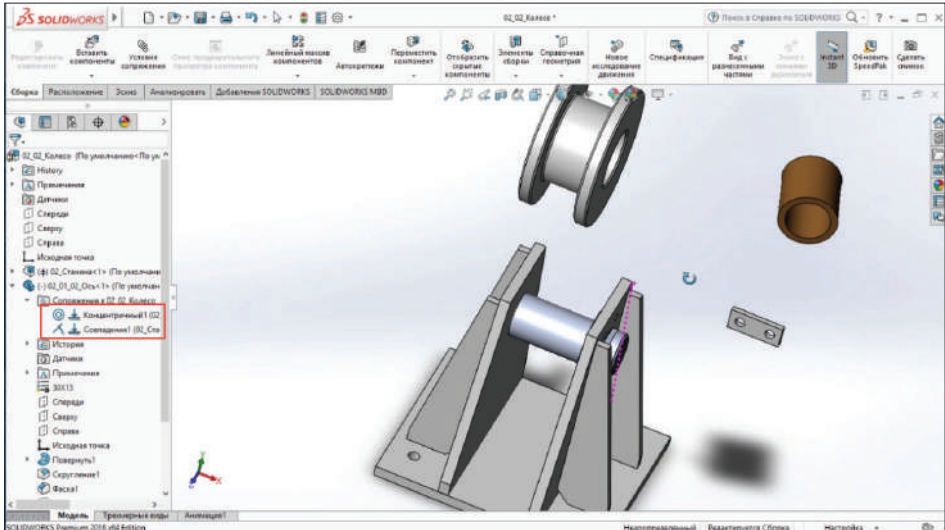 SOLIDWORKS
02_02_Колесо *
Поиск в Справке по SOLIDWORKS
Редактировать компонент
Вставить компоненты
Условия сопряжения
Линейный массив компонентов
Автокрепежи
Переместить компонент
Отобразить скрытые компоненты
Элементы сборки
Справочная геометрия
Новое исследование движения
Спецификация
Вид с разнесенными частями
Instant 3D
Обновить SpeedPak
Сделать снимок
Сборка
Расположение
Эскиз
Анализировать
Добавления SOLIDWORKS
SOLIDWORKS MBD
02_02_Колесо (По умолчанию<По ум
History
Примечания
Датчики
Спереди
Сверху
Справа
Исходная точка
(ф) 02_Станина<1> (По умолчани
(-) 02_01_02_Ось<1> (По умолчан
Сопряжения в 02_02_Колесо
Концентричный1 (02
Совпадение1 (02_Ста
История
Датчики
Примечания
30Х13
Спереди
Сверху
Справа
Исходная точка
Повернуть1
Скругление1
Фаска1
Модель
Трехмерные виды
Анимация1
SOLIDWORKS Premium 2016 x64 Edition
Недоопределенный
Редактируется Сборка
Настройка